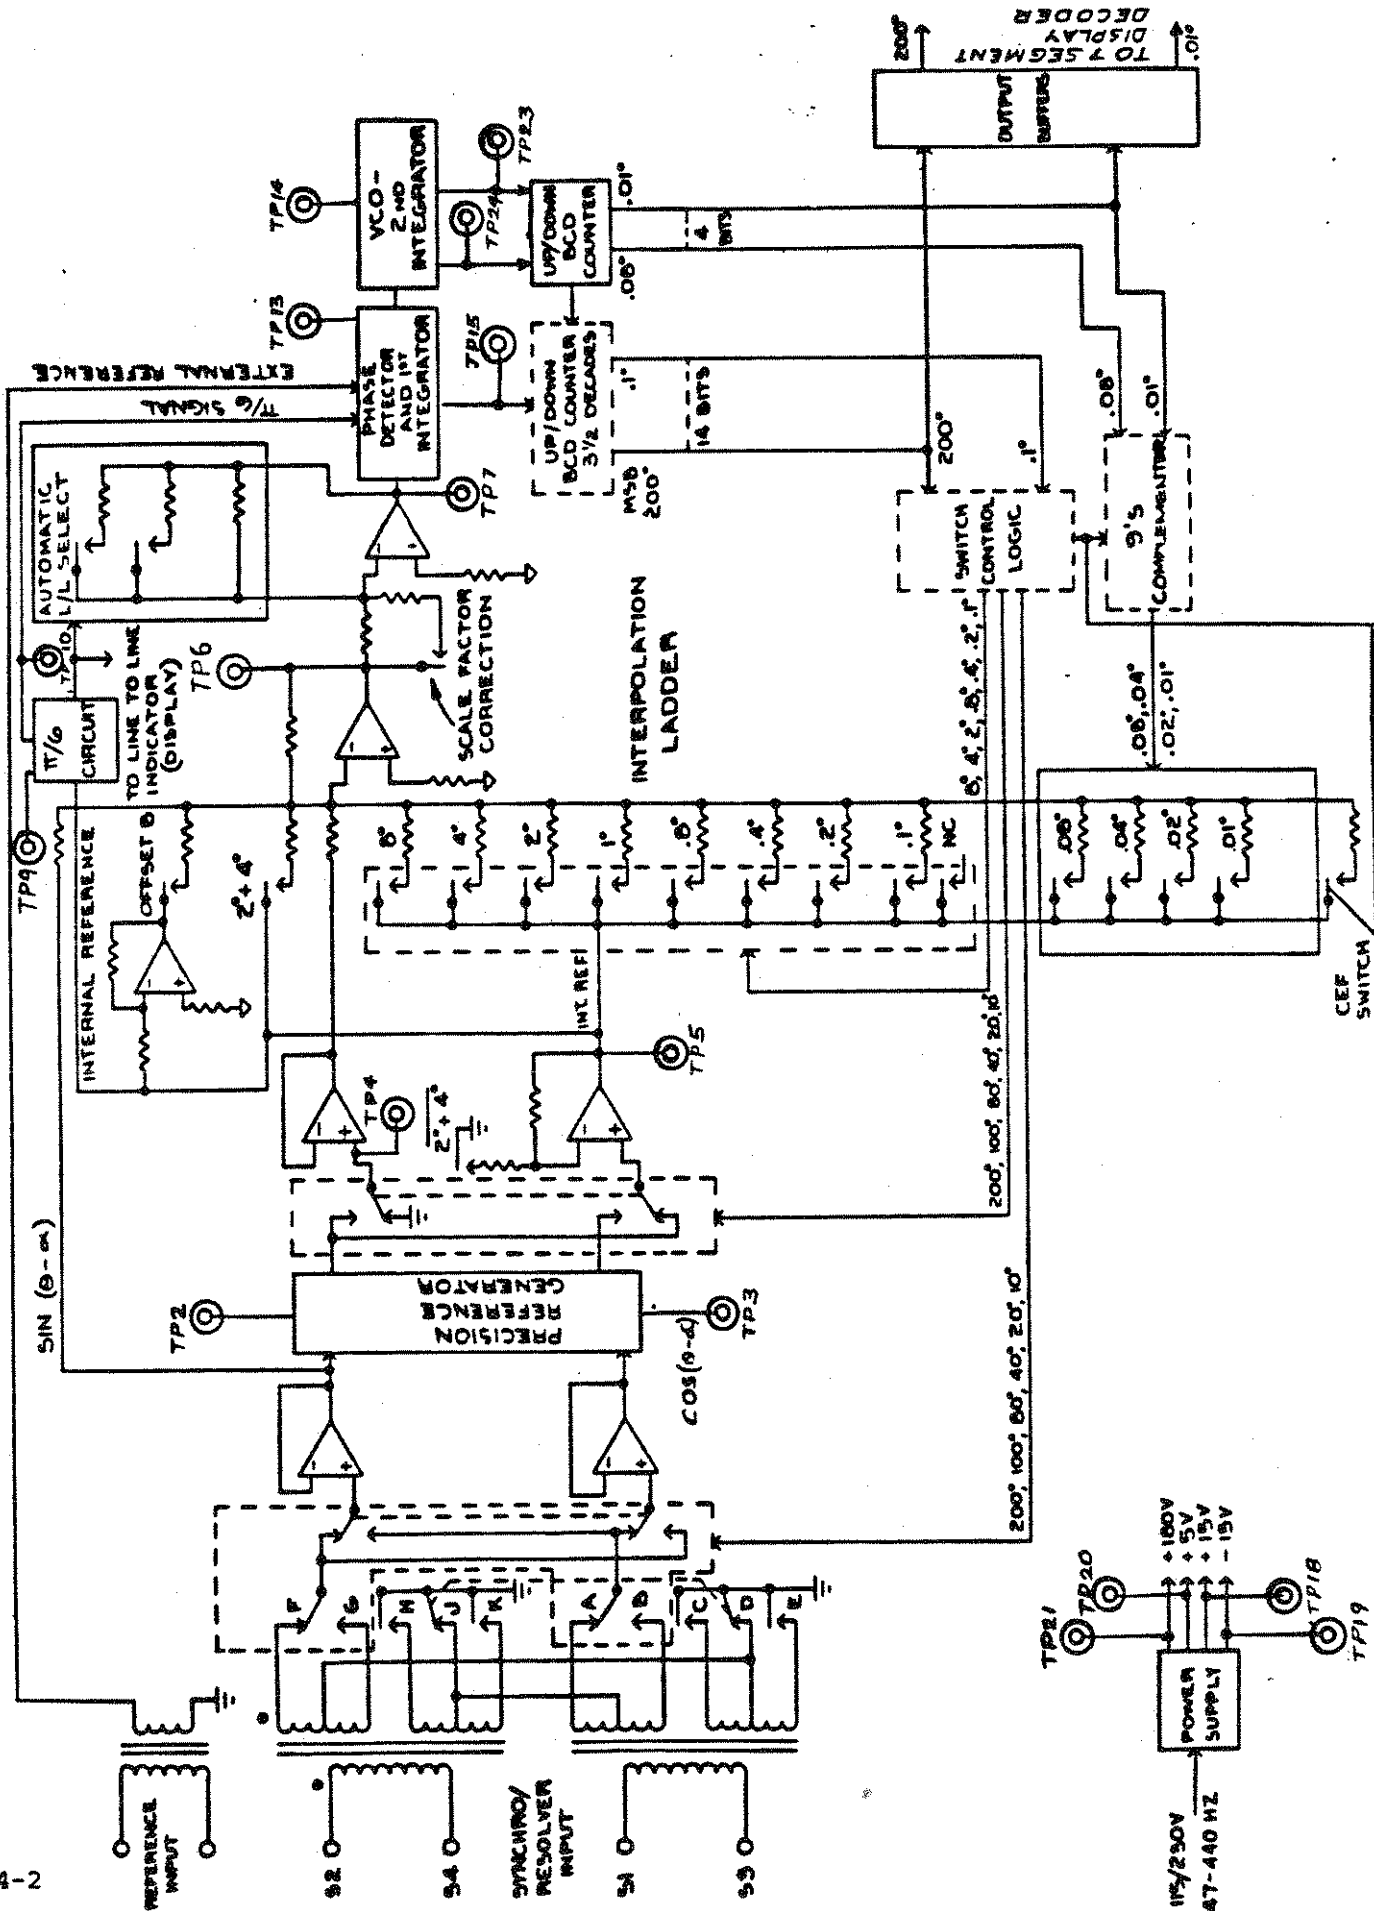 4-2
REFERENCE
INPUT
S2
S4
SYNCHRO/
RESOLVER
INPUT
S1
S3
F
G
H
J
K
A
B
C
D
E
SIN (θ-α)
COS(θ-α)
TP2
PRECISION
REFERENCE
GENERATOR
TP3
TP4
2°+4°
TP5
INT REF
INTERNAL REFERENCE
OFFSET θ
2°+4°
TP9
π/6
CIRCUIT
TP10
TO LINE TO LINE
INDICATOR
(DISPLAY)
AUTOMATIC
L/L SELECT
TP6
SCALE FACTOR
CORRECTION
INTERPOLATION
LADDER
TP7
π/6 SIGNAL
EXTERNAL REFERENCE
TP13
PHASE
DETECTOR
AND 1ST
INTEGRATOR
TP14
VCO-
2ND
INTEGRATOR
TP15
TP24
TP23
UP/DOWN
BCD COUNTER
3 1/2 DECADES
MSB
200°
.1°
UP/DOWN
BCD
COUNTER
.08°
.01°
14 BITS
4
BITS
8°
4°
2°
1°
.8°
.4°
.2°
.1°
NC
.08°
.04°
.02°
.01°
CEF
SWITCH
200°
.1°
SWITCH
CONTROL
LOGIC
8°, 4°, 2°, .8°, .4°, .2°, .1°
200°, 100°, 80°, 40°, 20°, 10°
200°, 100°, 80°, 40°, 20°, 10°
.08°
.01°
9'S
COMPLEMENTER
.08°, .04°
.02°, .01°
OUTPUT
BUFFERS
200°
.01°
TO 7 SEGMENT
DISPLAY
DECODER
115/230V
47-440 HZ
POWER
SUPPLY
+180V
+5V
+15V
-15V
TP21
TP20
TP18
TP19